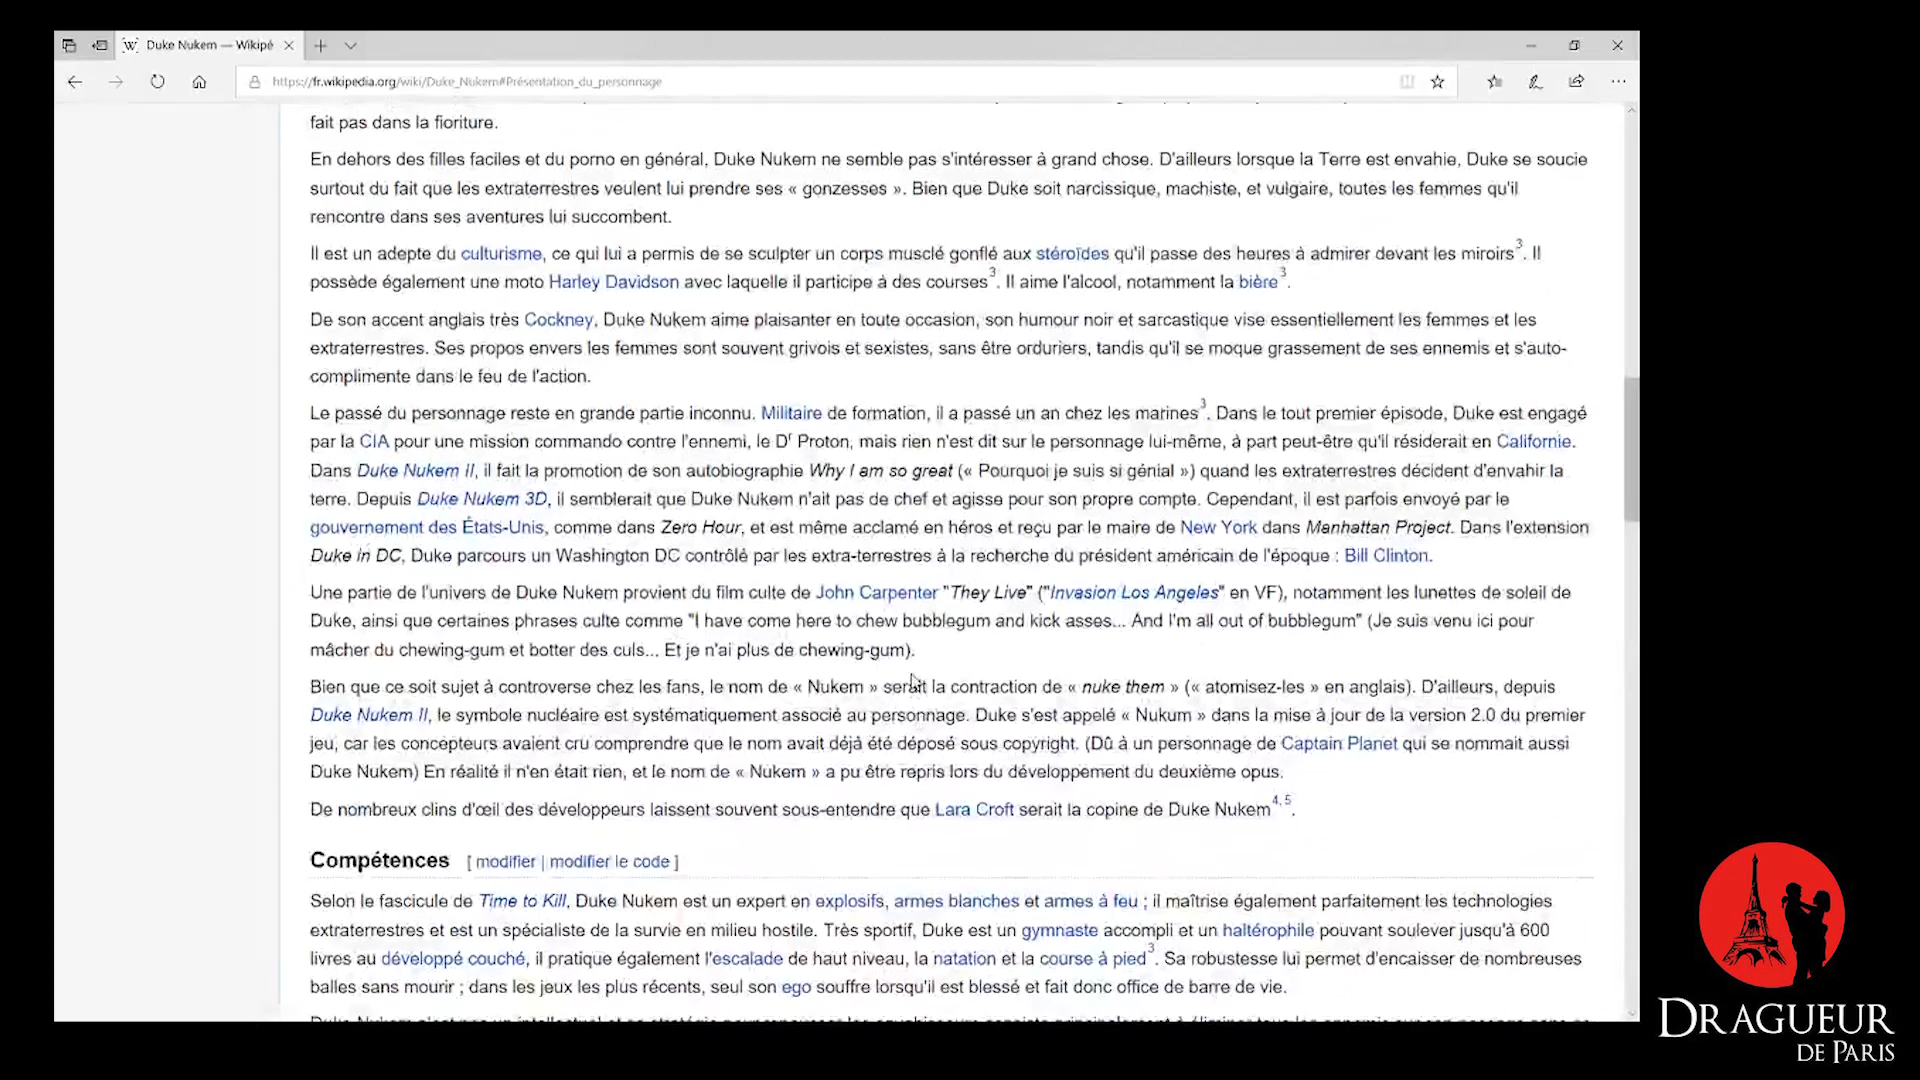 Duke Nukem — Wikipé
https://fr.wikipedia.org/wiki/Duke_Nukem#Présentation_du_personnage
fait pas dans la fioriture.
En dehors des filles faciles et du porno en général, Duke Nukem ne semble pas s'intéresser à grand chose. D'ailleurs lorsque la Terre est envahie, Duke se soucie
surtout du fait que les extraterrestres veulent lui prendre ses « gonzesses ». Bien que Duke soit narcissique, machiste, et vulgaire, toutes les femmes qu'il
rencontre dans ses aventures lui succombent.
Il est un adepte du culturisme, ce qui lui a permis de se sculpter un corps musclé gonflé aux stéroïdes qu'il passe des heures à admirer devant les miroirs3. Il
possède également une moto Harley Davidson avec laquelle il participe à des courses3. Il aime l'alcool, notamment la bière3.
De son accent anglais très Cockney, Duke Nukem aime plaisanter en toute occasion, son humour noir et sarcastique vise essentiellement les femmes et les
extraterrestres. Ses propos envers les femmes sont souvent grivois et sexistes, sans être orduriers, tandis qu'il se moque grassement de ses ennemis et s'auto-
complimente dans le feu de l'action.
Le passé du personnage reste en grande partie inconnu. Militaire de formation, il a passé un an chez les marines3. Dans le tout premier épisode, Duke est engagé
par la CIA pour une mission commando contre l'ennemi, le Dr Proton, mais rien n'est dit sur le personnage lui-même, à part peut-être qu'il résiderait en Californie.
Dans Duke Nukem II, il fait la promotion de son autobiographie Why I am so great (« Pourquoi je suis si génial ») quand les extraterrestres décident d'envahir la
terre. Depuis Duke Nukem 3D, il semblerait que Duke Nukem n'ait pas de chef et agisse pour son propre compte. Cependant, il est parfois envoyé par le
gouvernement des États-Unis, comme dans Zero Hour, et est même acclamé en héros et reçu par le maire de New York dans Manhattan Project. Dans l'extension
Duke in DC, Duke parcours un Washington DC contrôlé par les extra-terrestres à la recherche du président américain de l'époque : Bill Clinton.
Une partie de l'univers de Duke Nukem provient du film culte de John Carpenter "They Live" ("Invasion Los Angeles" en VF), notamment les lunettes de soleil de
Duke, ainsi que certaines phrases culte comme "I have come here to chew bubblegum and kick asses... And I'm all out of bubblegum" (Je suis venu ici pour
mâcher du chewing-gum et botter des culs... Et je n'ai plus de chewing-gum).
Bien que ce soit sujet à controverse chez les fans, le nom de « Nukem » serait la contraction de « nuke them » (« atomisez-les » en anglais). D'ailleurs, depuis
Duke Nukem II, le symbole nucléaire est systématiquement associé au personnage. Duke s'est appelé « Nukum » dans la mise à jour de la version 2.0 du premier
jeu, car les concepteurs avaient cru comprendre que le nom avait déjà été déposé sous copyright. (Dû à un personnage de Captain Planet qui se nommait aussi
Duke Nukem) En réalité il n'en était rien, et le nom de « Nukem » a pu être repris lors du développement du deuxième opus.
De nombreux clins d'œil des développeurs laissent souvent sous-entendre que Lara Croft serait la copine de Duke Nukem4, 5.
Compétences [ modifier | modifier le code ]
Selon le fascicule de Time to Kill, Duke Nukem est un expert en explosifs, armes blanches et armes à feu ; il maîtrise également parfaitement les technologies
extraterrestres et est un spécialiste de la survie en milieu hostile. Très sportif, Duke est un gymnaste accompli et un haltérophile pouvant soulever jusqu'à 600
livres au développé couché, il pratique également l'escalade de haut niveau, la natation et la course à pied3. Sa robustesse lui permet d'encaisser de nombreuses
balles sans mourir ; dans les jeux les plus récents, seul son ego souffre lorsqu'il est blessé et fait donc office de barre de vie.
DRAGUEUR
DE PARIS